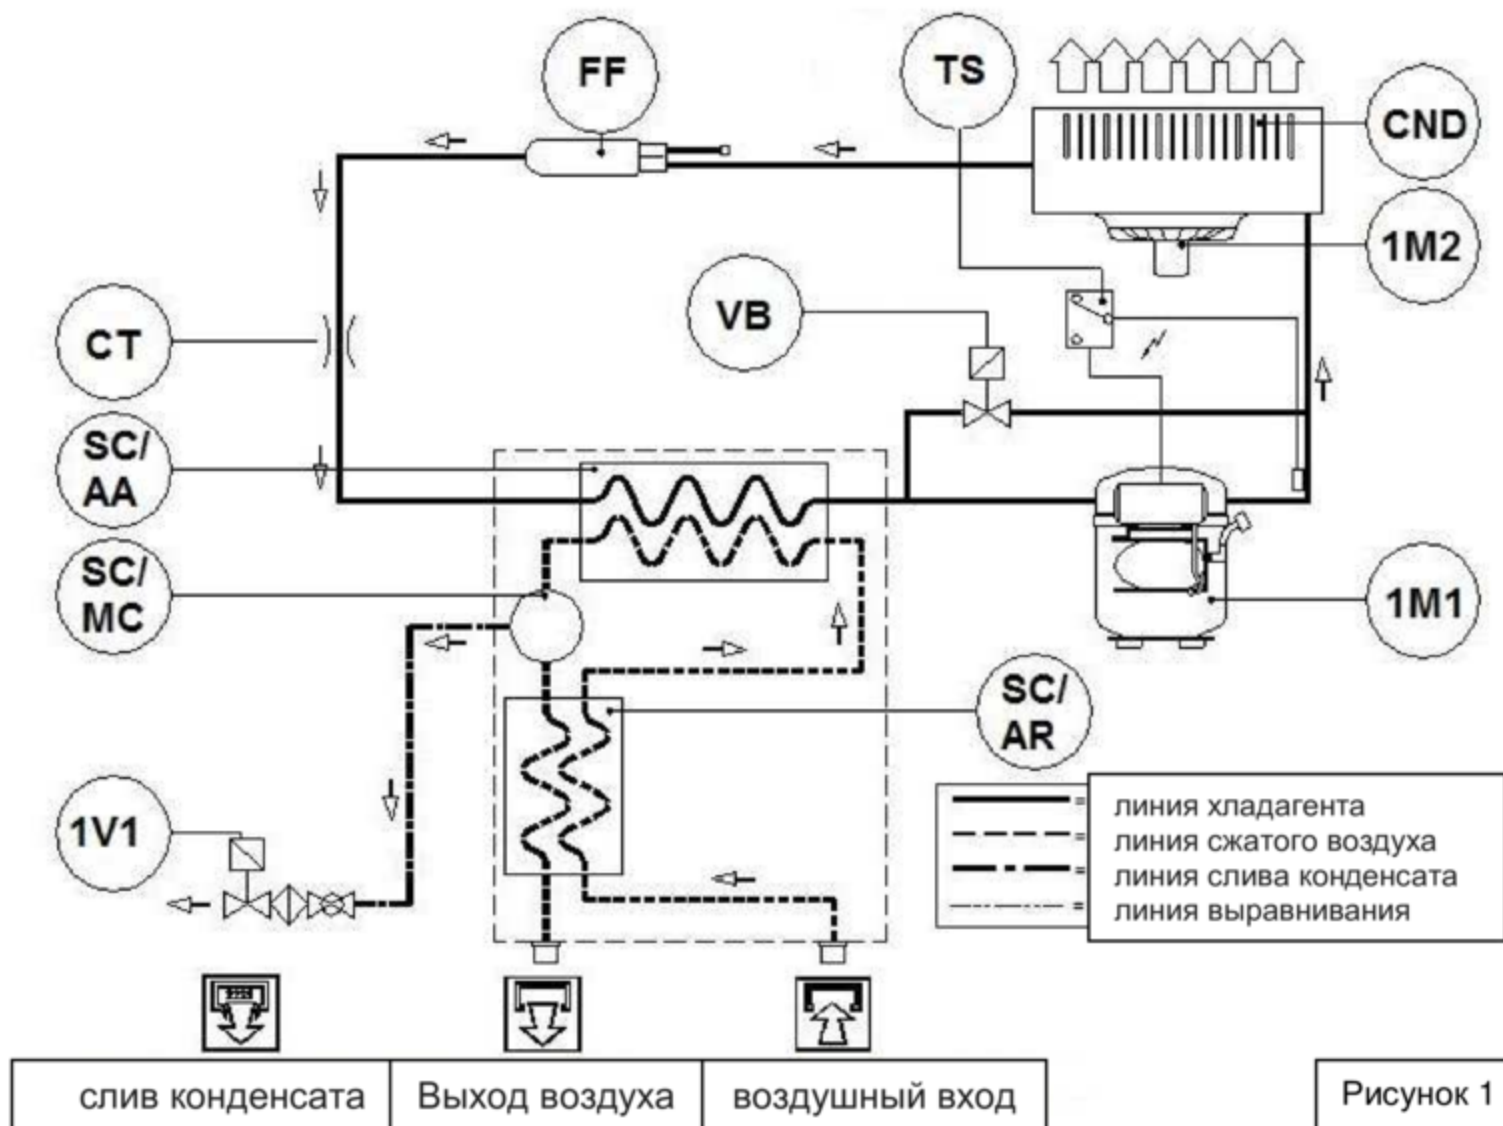 FF
TS
CND
1M2
VB
CT
SC/
AA
SC/
MC
1M1
SC/
AR
1V1
линия хладагента
линия сжатого воздуха
линия слива конденсата
линия выравнивания
слив конденсата
Выход воздуха
воздушный вход
Рисунок 1